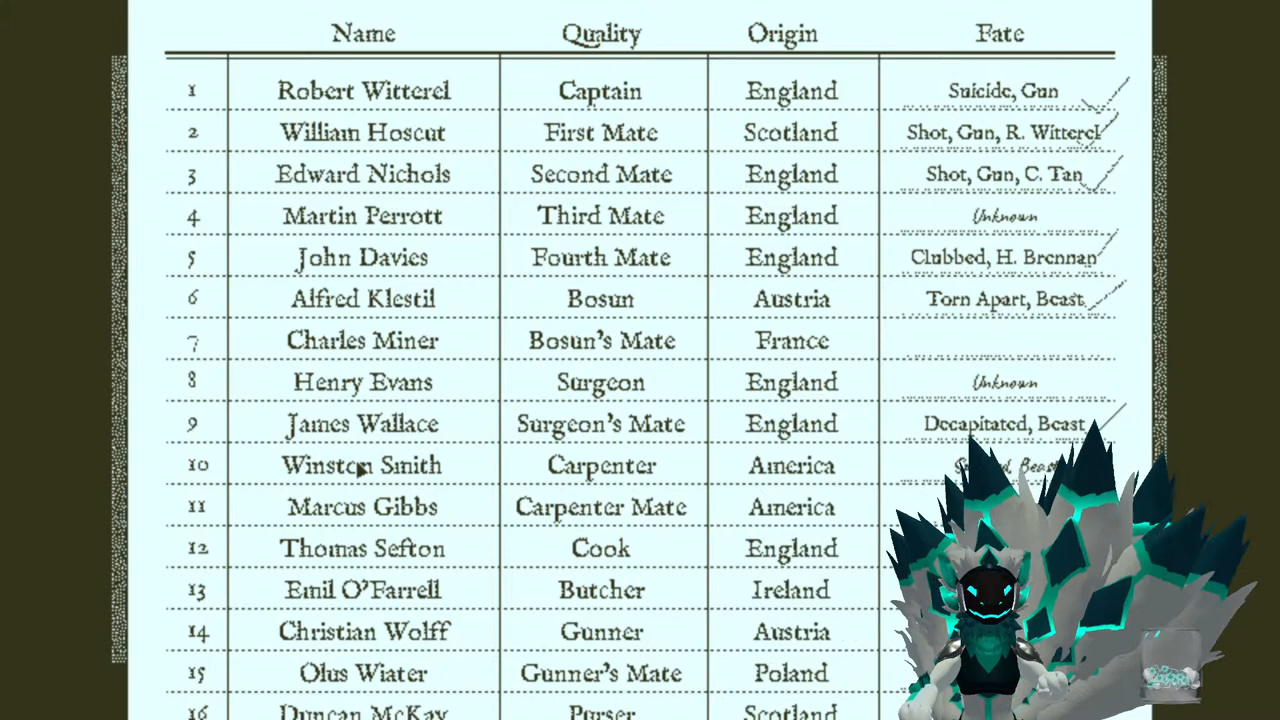 Name Quality Origin Fate
1 Robert Witterel Captain England Suicide, Gun
2 William Hoscut First Mate Scotland Shot, Gun, R. Witterel
3 Edward Nichols Second Mate England Shot, Gun, C. Tan
4 Martin Perrott Third Mate England Unknown
5 John Davies Fourth Mate England Clubbed, H. Brennan
6 Alfred Klestil Bosun Austria Torn Apart, Beast
7 Charles Miner Bosun's Mate France
8 Henry Evans Surgeon England Unknown
9 James Wallace Surgeon's Mate England Decapitated, Beast
10 Winston Smith Carpenter America Beast
11 Marcus Gibbs Carpenter Mate America
12 Thomas Sefton Cook England
13 Emil O'Farrell Butcher Ireland
14 Christian Wolff Gunner Austria
15 Olus Wiater Gunner's Mate Poland
16 Duncan McKay Purser Scotland